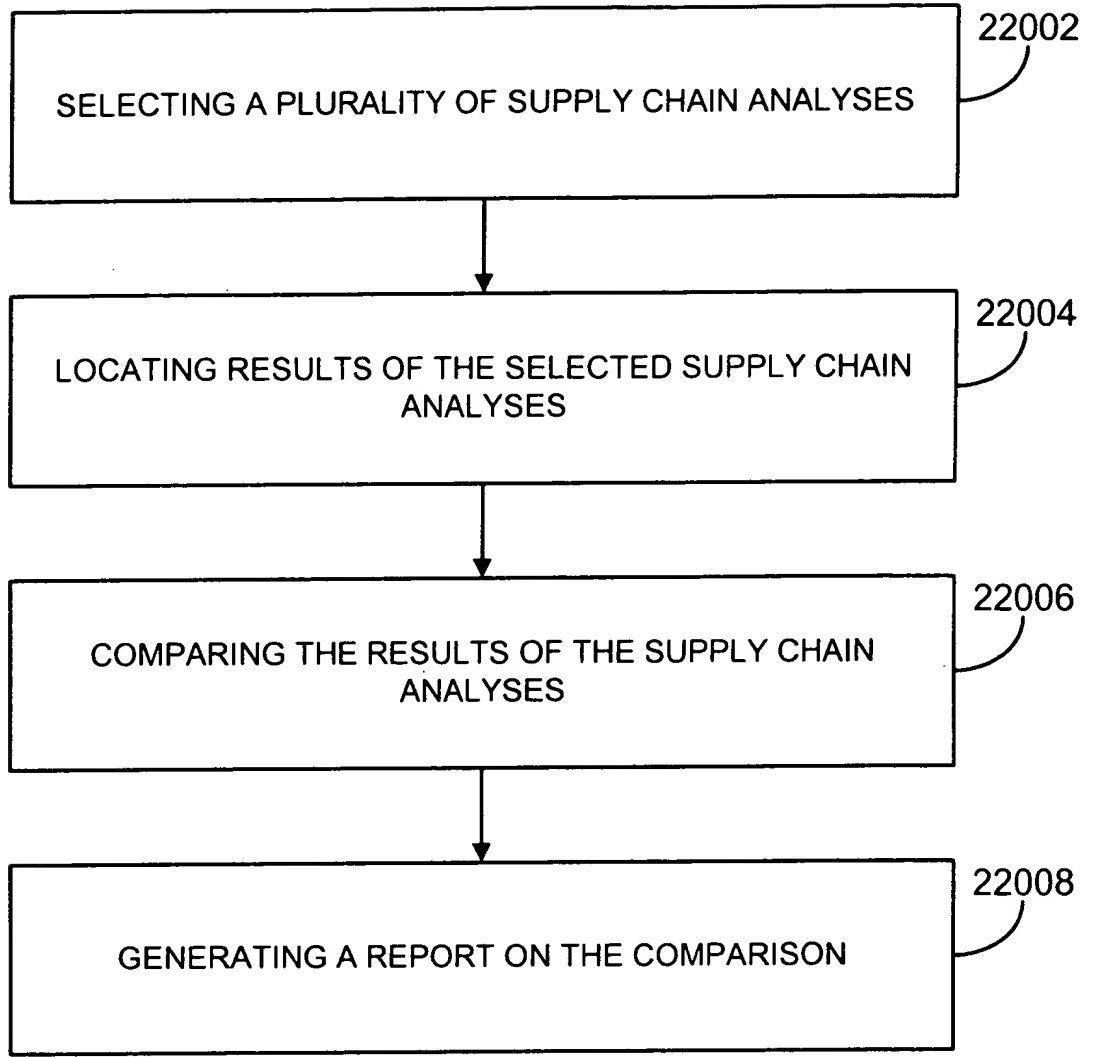 22002
SELECTING A PLURALITY OF SUPPLY CHAIN ANALYSES
22004
LOCATING RESULTS OF THE SELECTED SUPPLY CHAIN
ANALYSES
22006
COMPARING THE RESULTS OF THE SUPPLY CHAIN
ANALYSES
22008
GENERATING A REPORT ON THE COMPARISON